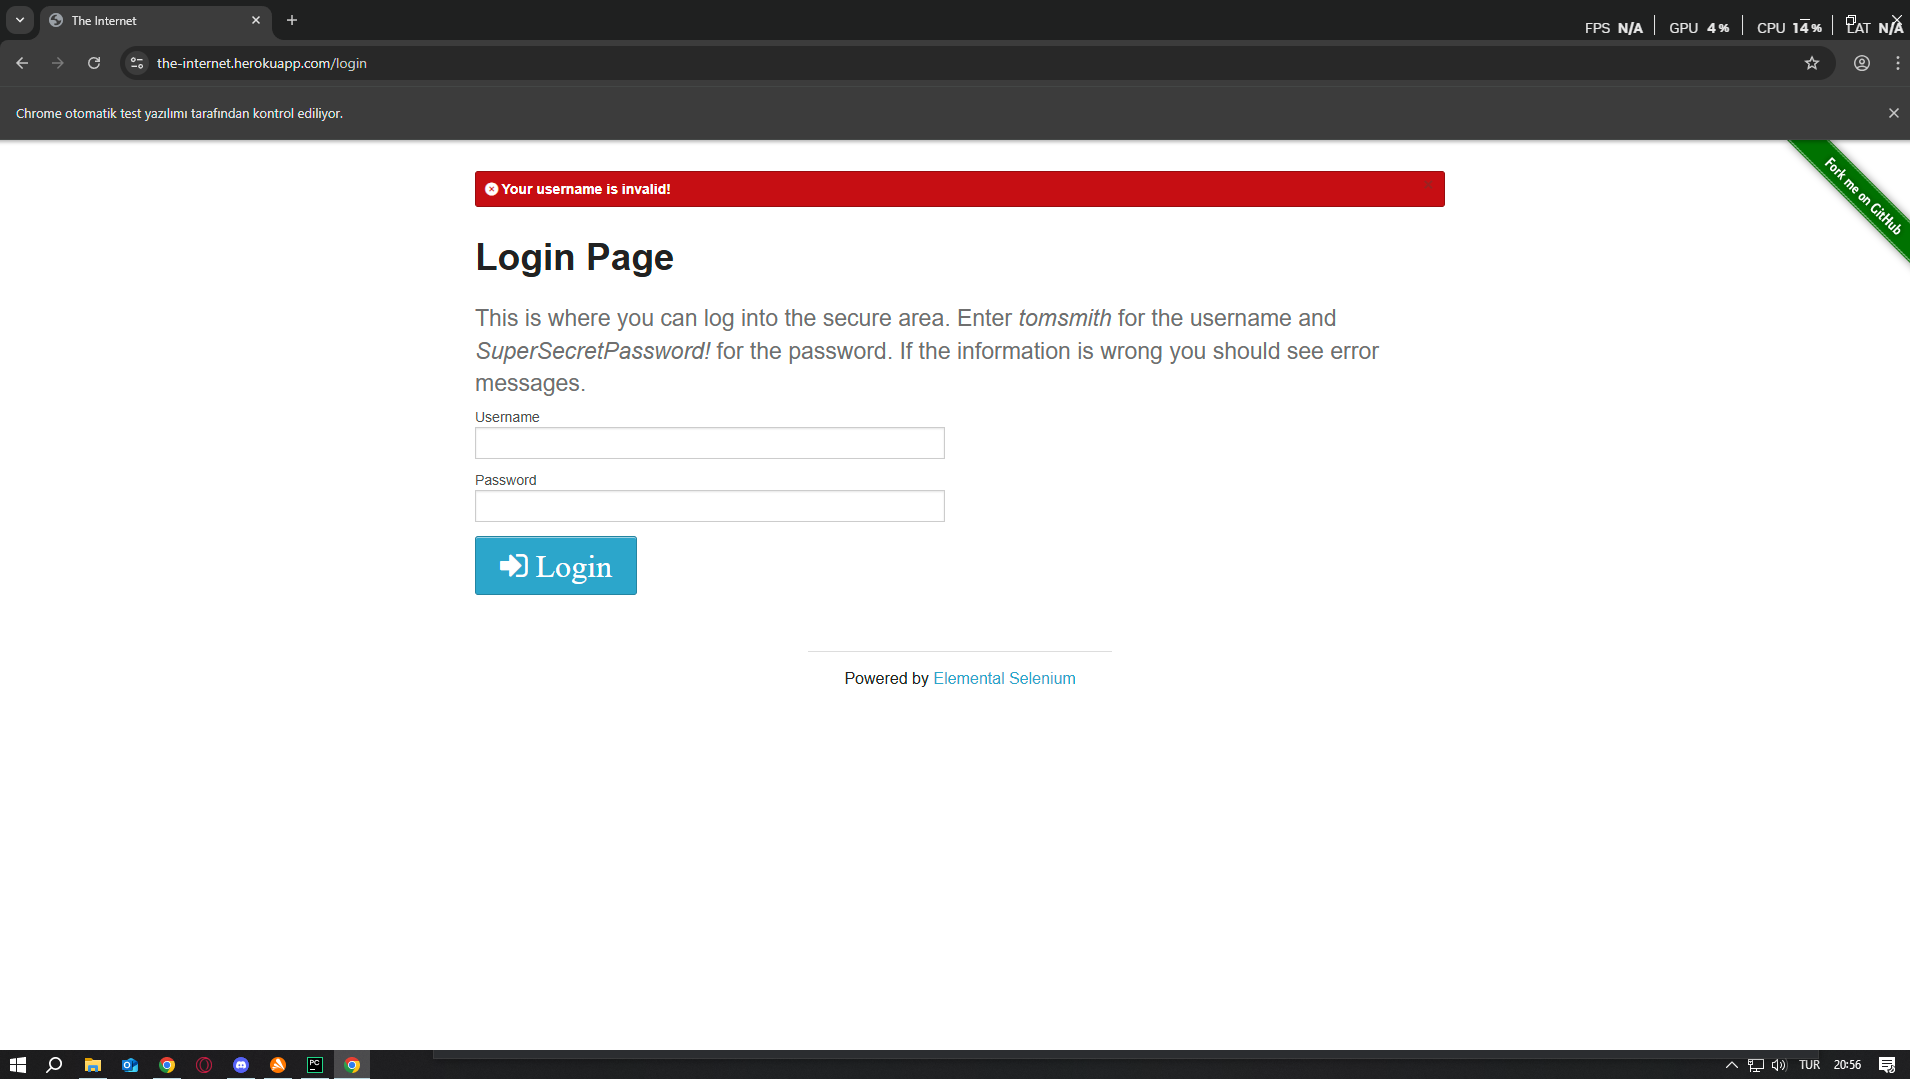 The Internet
FPS N/A GPU 4% CPU 14% LAT N/A
the-internet.herokuapp.com/login
Chrome otomatik test yazılımı tarafından kontrol ediliyor.
Fork me on GitHub
Your username is invalid!
Login Page
This is where you can log into the secure area. Enter tomsmith for the username and
SuperSecretPassword! for the password. If the information is wrong you should see error
messages.
Username
Password
Login
Powered by Elemental Selenium
PC
TUR 20:56